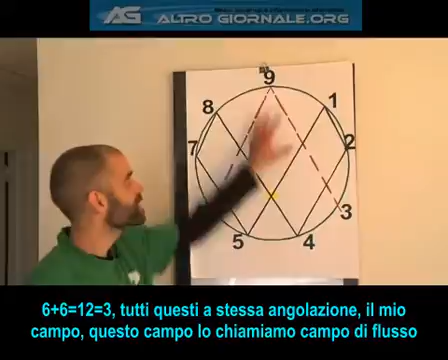 ALTRO GIORNALE.ORG
9
8
1
7
2
3
5
4
6+6=12=3, tutti questi a stessa angolazione, il mio
campo, questo campo lo chiamiamo campo di flusso